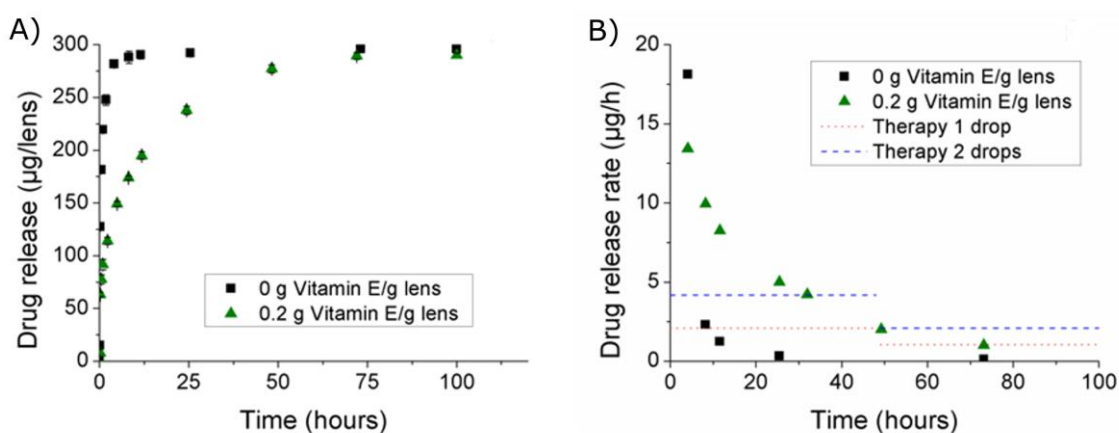 A)
Drug release (µg/lens)
300
250
200
150
100
50
0
0 g Vitamin E/g lens
0.2 g Vitamin E/g lens
0 25 50 75 100
Time (hours)
B)
Drug release rate (µg/h)
20
15
10
5
0
0 g Vitamin E/g lens
0.2 g Vitamin E/g lens
Therapy 1 drop
Therapy 2 drops
0 20 40 60 80 100
Time (hours)